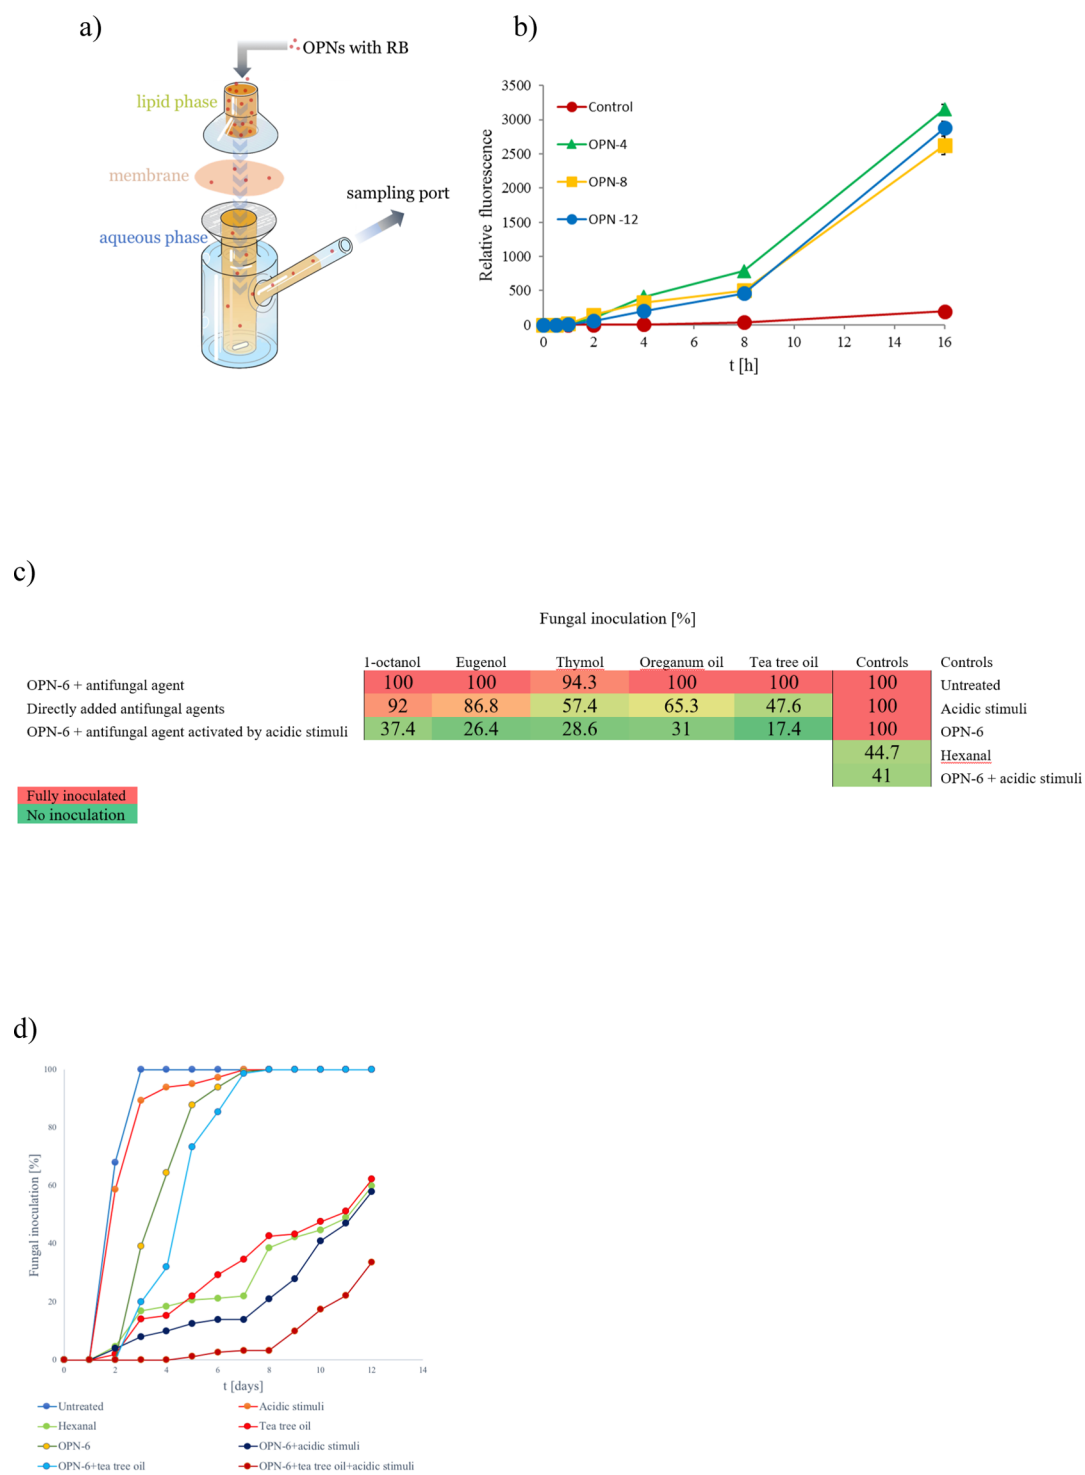 a)
OPNs with RB
lipid phase
membrane
sampling port
aqueous phase
b)
3500
3000
2500
2000
1500
1000
500
0
Relative fluorescence
Control
OPN-4
OPN-8
OPN -12
0 2 4 6 8 10 12 14 16
t [h]
c)
Fungal inoculation [%]
1-octanol Eugenol Thymol Oreganum oil Tea tree oil Controls Controls
OPN-6 + antifungal agent 100 100 94.3 100 100 100 Untreated
Directly added antifungal agents 92 86.8 57.4 65.3 47.6 100 Acidic stimuli
OPN-6 + antifungal agent activated by acidic stimuli 37.4 26.4 28.6 31 17.4 100 OPN-6
44.7 Hexanal
41 OPN-6 + acidic stimuli
Fully inoculated
No inoculation
d)
100
80
60
40
20
0
Fungal inoculation [%]
0 2 4 6 8 10 12 14
t [days]
Untreated Acidic stimuli
Hexanal Tea tree oil
OPN-6 OPN-6+acidic stimuli
OPN-6+tea tree oil OPN-6+tea tree oil+acidic stimuli